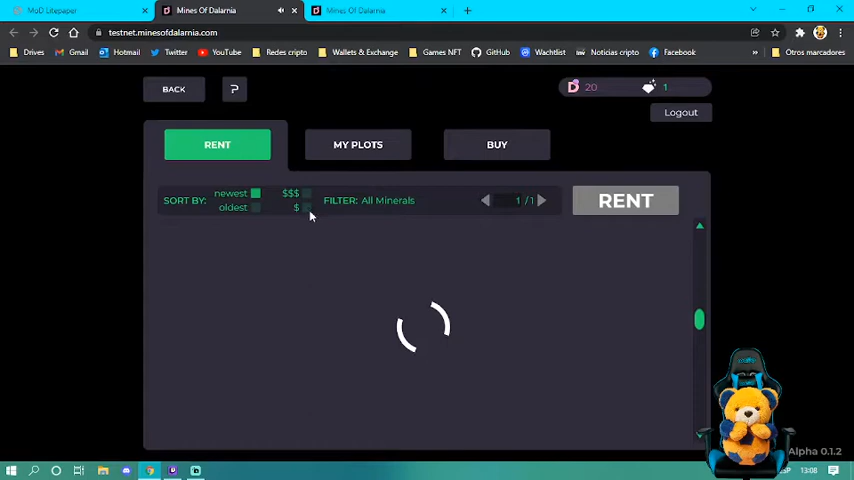 MoD Litepaper
Mines Of Dalarnia
Mines Of Dalarnia
testnet.minesofdalarnia.com
Drives
Gmail
Hotmail
Twitter
YouTube
Redes cripto
Wallets & Exchange
Games NFT
GitHub
Watchlist
Noticias cripto
Facebook
»
Otros marcadores
BACK
20
1
Logout
RENT
MY PLOTS
BUY
SORT BY:
newest
$$$
oldest
$
FILTER: All Minerals
1 /1
RENT
Alpha 0.1.2
13:08